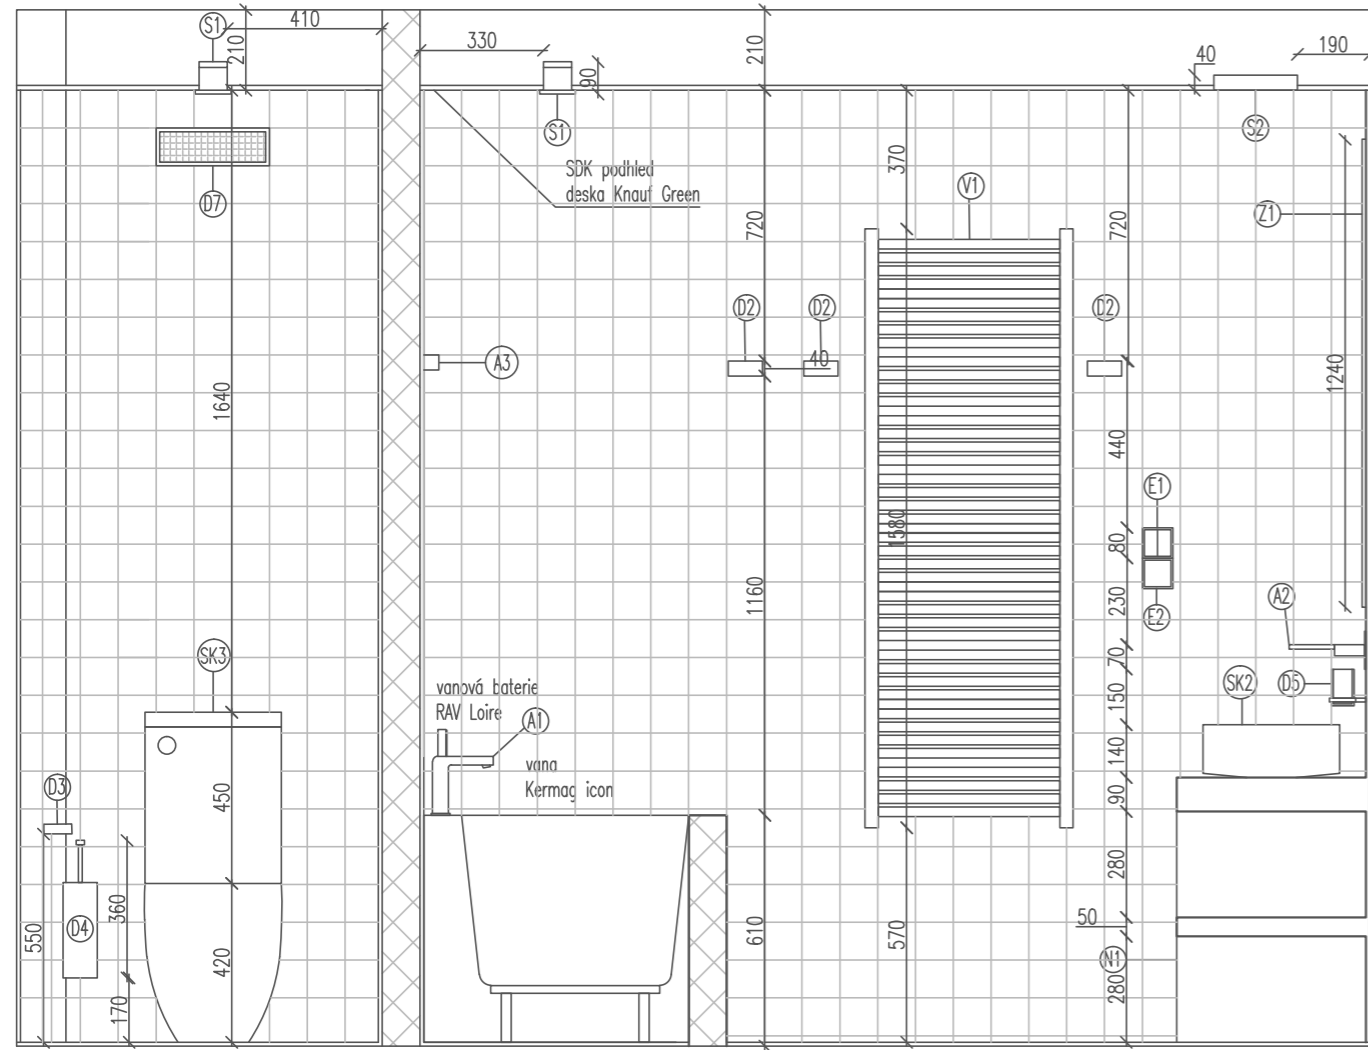 S1
410
210
330
90
S1
210
40
190
S2
D7
SDK podhled
deska Knauf Green
370
V1
720
720
Z1
D2
D2
D2
A3
40
1640
1240
440
E1
1580
80
1160
230
A2
E2
SK3
70
SK2
D5
150
vanová baterie
RAV Loire
A1
140
vana
Kermag icon
D3
450
90
280
360
D4
550
420
610
570
50
N1
170
280